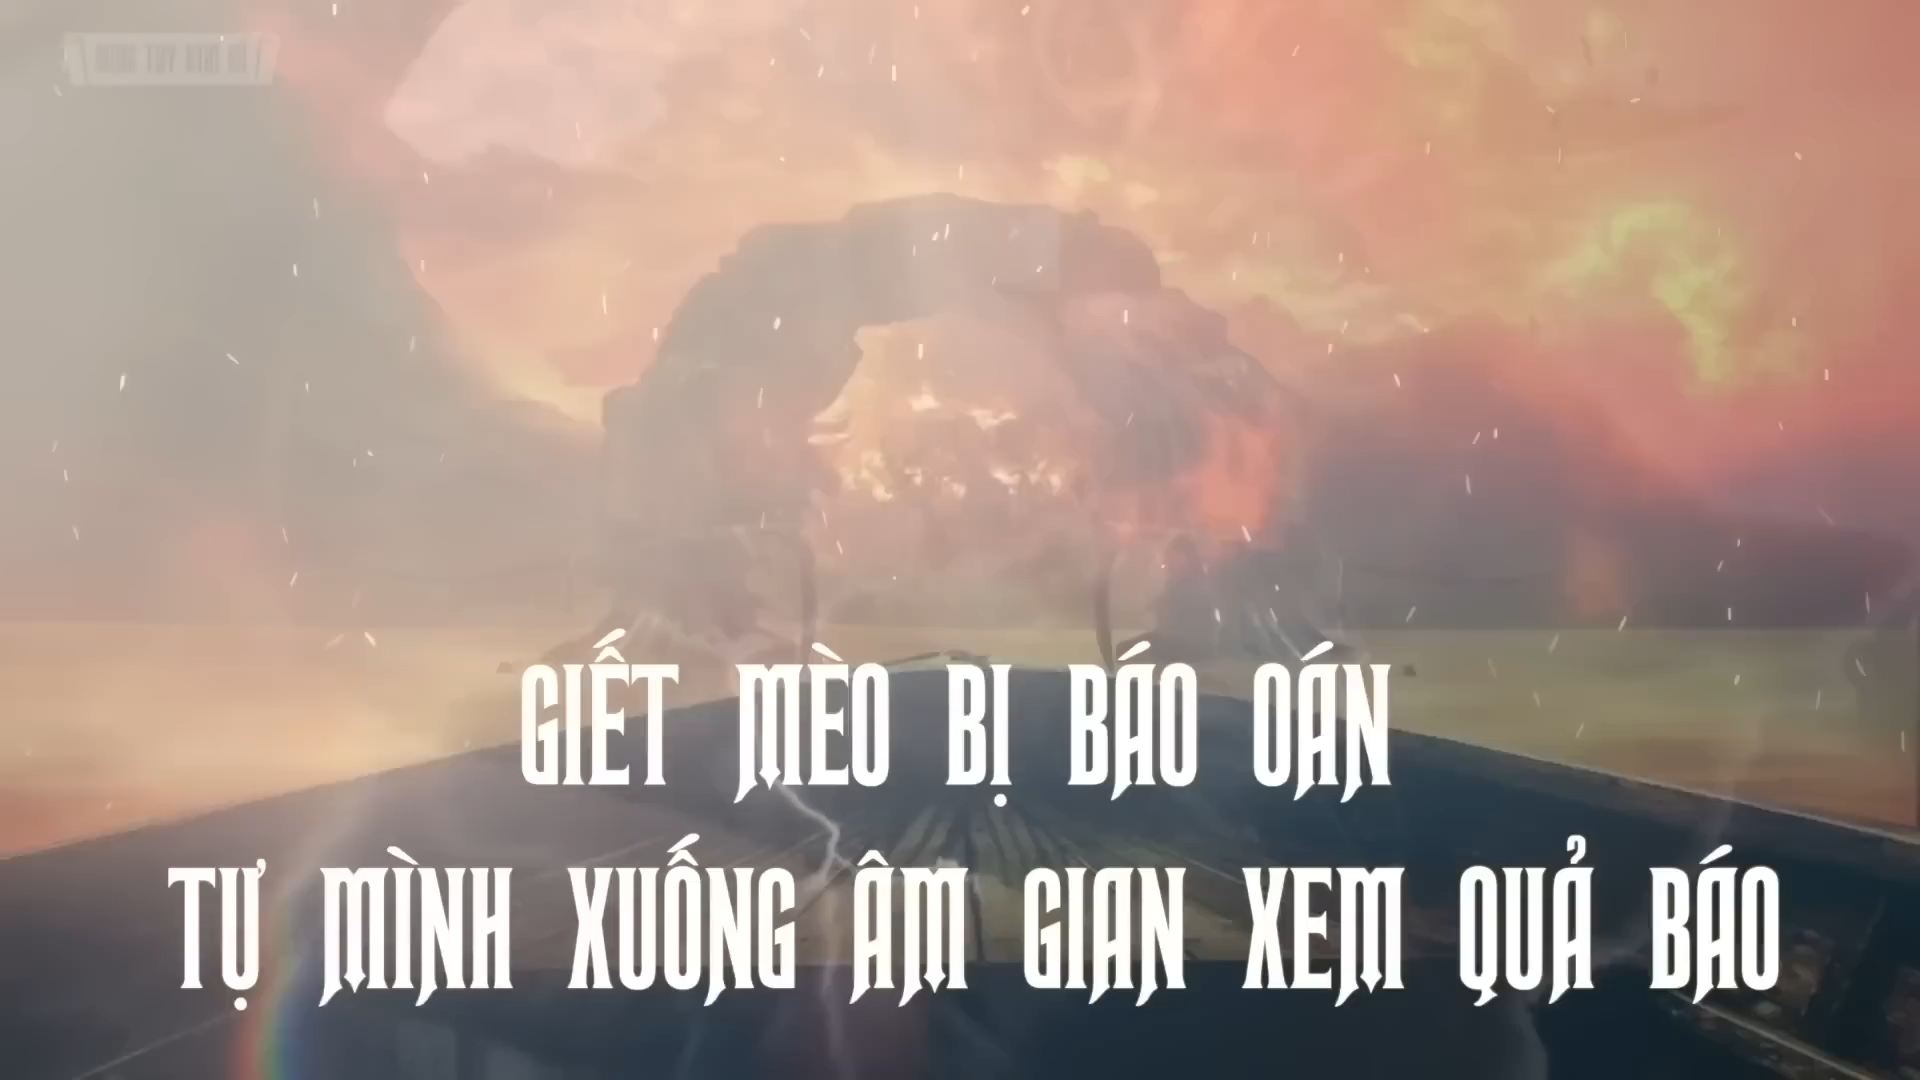 GIẾT MÈO BỊ BÁO OÁN
TỰ MÌNH XUỐNG ÂM GIAN XEM QUẢ BÁO